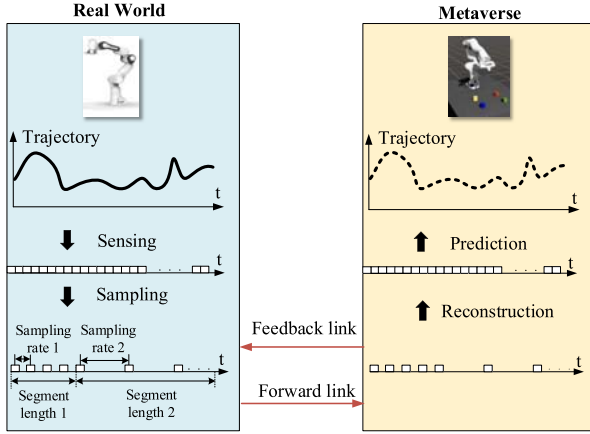 Real World
Metaverse
Trajectory
t
Trajectory
t
Sensing
Prediction
t
t
Sampling
Reconstruction
Sampling
rate 1
Sampling
rate 2
Feedback link
t
t
Segment
length 1
Segment
length 2
Forward link